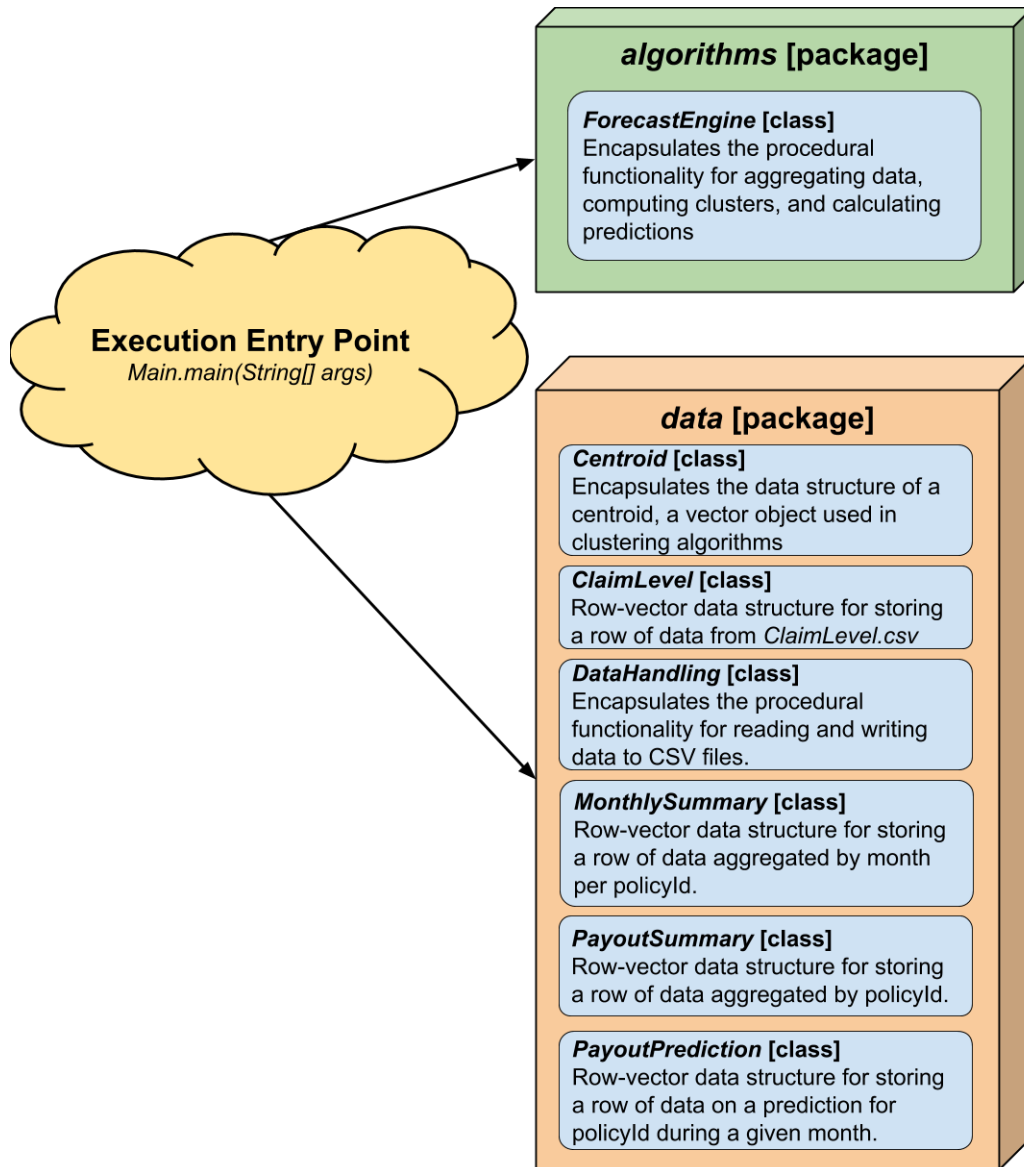 algorithms [package]
ForecastEngine [class]
Encapsulates the procedural
functionality for aggregating data,
computing clusters, and calculating
predictions
Execution Entry Point
Main.main(String[] args)
data [package]
Centroid [class]
Encapsulates the data structure of a
centroid, a vector object used in
clustering algorithms
ClaimLevel [class]
Row-vector data structure for storing
a row of data from ClaimLevel.csv
DataHandling [class]
Encapsulates the procedural
functionality for reading and writing
data to CSV files.
MonthlySummary [class]
Row-vector data structure for storing
a row of data aggregated by month
per policyId.
PayoutSummary [class]
Row-vector data structure for storing
a row of data aggregated by policyId.
PayoutPrediction [class]
Row-vector data structure for storing
a row of data on a prediction for
policyId during a given month.